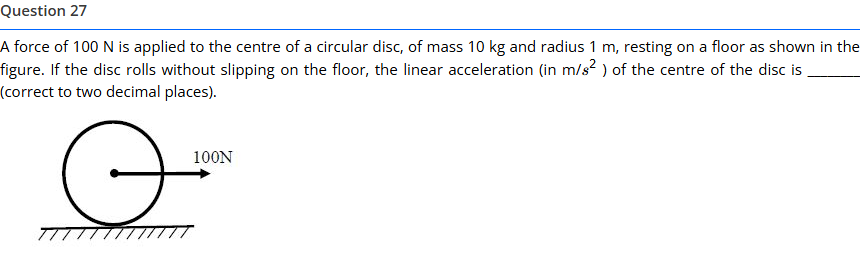 Question 27
A force of 100 N is applied to the centre of a circular disc, of mass 10 kg and radius 1 m, resting on a floor as shown in the
figure. If the disc rolls without slipping on the floor, the linear acceleration (in m/s² ) of the centre of the disc is ______
(correct to two decimal places).
100N